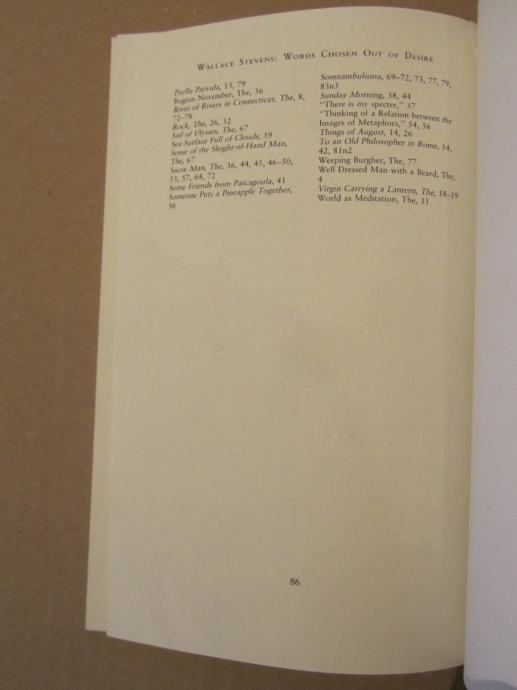 WALLACE STEVENS: WORDS CHOSEN OUT OF DESIRE
Puella Parvula, 13, 79
Region November, The, 36
River of Rivers in Connecticut, The, 8,
72–78
Rock, The, 26, 32
Sail of Ulysses, The, 67
Sea-Surface Full of Clouds, 59
Sense of the Sleight-of-Hand Man,
The, 67
Snow Man, The, 36, 44, 45, 46–50,
53, 57, 64, 72
Some Friends from Pascagoula, 41
Someone Puts a Pineapple Together,
36
Somnambulisma, 69–72, 73, 77, 79,
83n3
Sunday Morning, 38, 44
"There is my spectre," 37
"Thinking of a Relation between the
Images of Metaphors," 54, 56
Things of August, 14, 26
To an Old Philosopher in Rome, 14,
42, 81n2
Weeping Burgher, The, 77
Well Dressed Man with a Beard, The,
4
Virgin Carrying a Lantern, The, 18–19
World as Meditation, The, 31
86